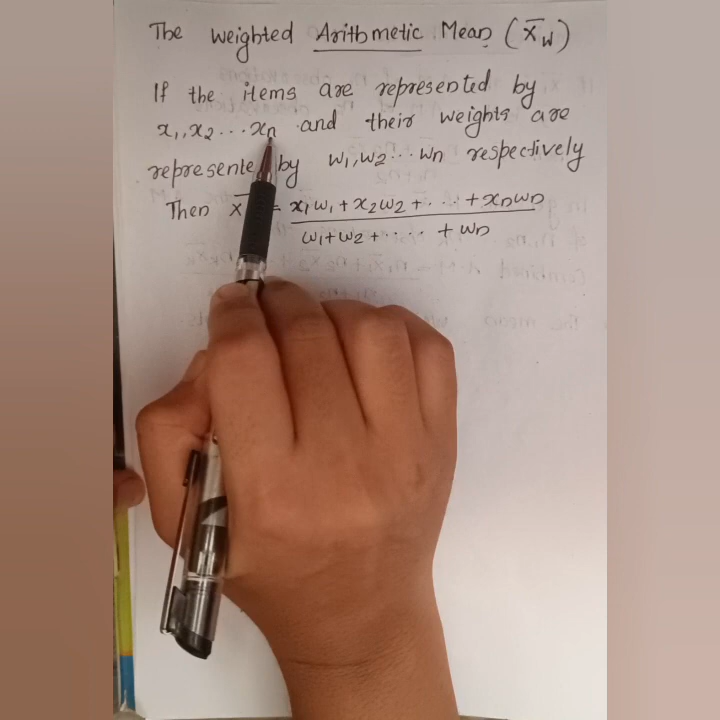 The weighted Arithmetic Mean (x̄w)
If the items are represented by
x1, x2 ... xn and their weights are
by w1, w2 ... wn respectively
Then x̄ = x1w1 + x2w2 + ... + xnwn
w1+w2 + .... + wn